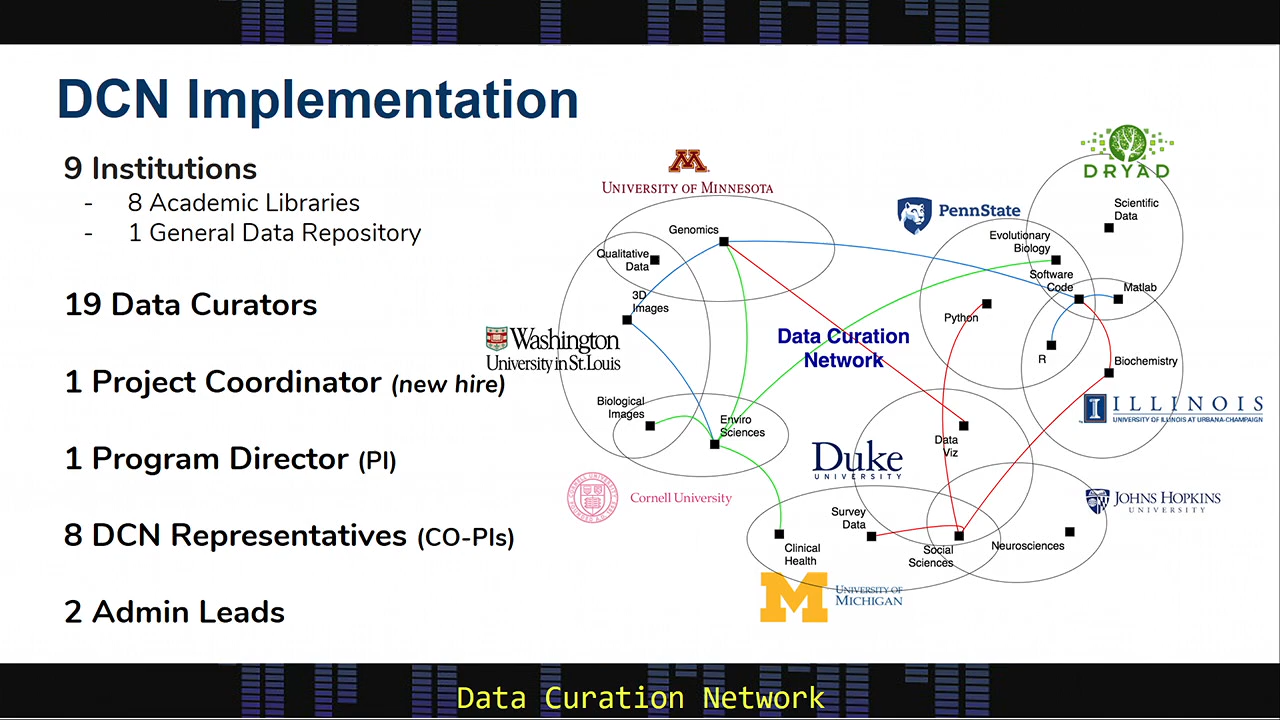 DCN Implementation
9 Institutions
- 8 Academic Libraries
- 1 General Data Repository
19 Data Curators
1 Project Coordinator (new hire)
1 Program Director (PI)
8 DCN Representatives (CO-PIs)
2 Admin Leads
UNIVERSITY OF MINNESOTA
DRYAD
PennState
Scientific
Data
Genomics
Evolutionary
Biology
Qualitative
Data
Software
Code
Matlab
3D
Images
Python
Washington
University in St. Louis
Data Curation
Network
R
Biochemistry
Biological
Images
Enviro
Sciences
ILLINOIS
UNIVERSITY OF ILLINOIS AT URBANA-CHAMPAIGN
Data
Viz
Duke
UNIVERSITY
Cornell University
JOHNS HOPKINS
UNIVERSITY
Survey
Data
Clinical
Health
Social
Sciences
Neurosciences
UNIVERSITY OF
MICHIGAN
Data Curation Network